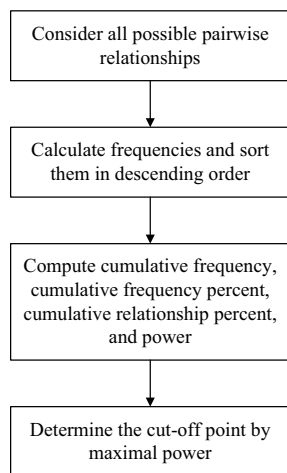 Consider all possible pairwise
relationships
Calculate frequencies and sort
them in descending order
Compute cumulative frequency,
cumulative frequency percent,
cumulative relationship percent,
and power
Determine the cut-off point by
maximal power